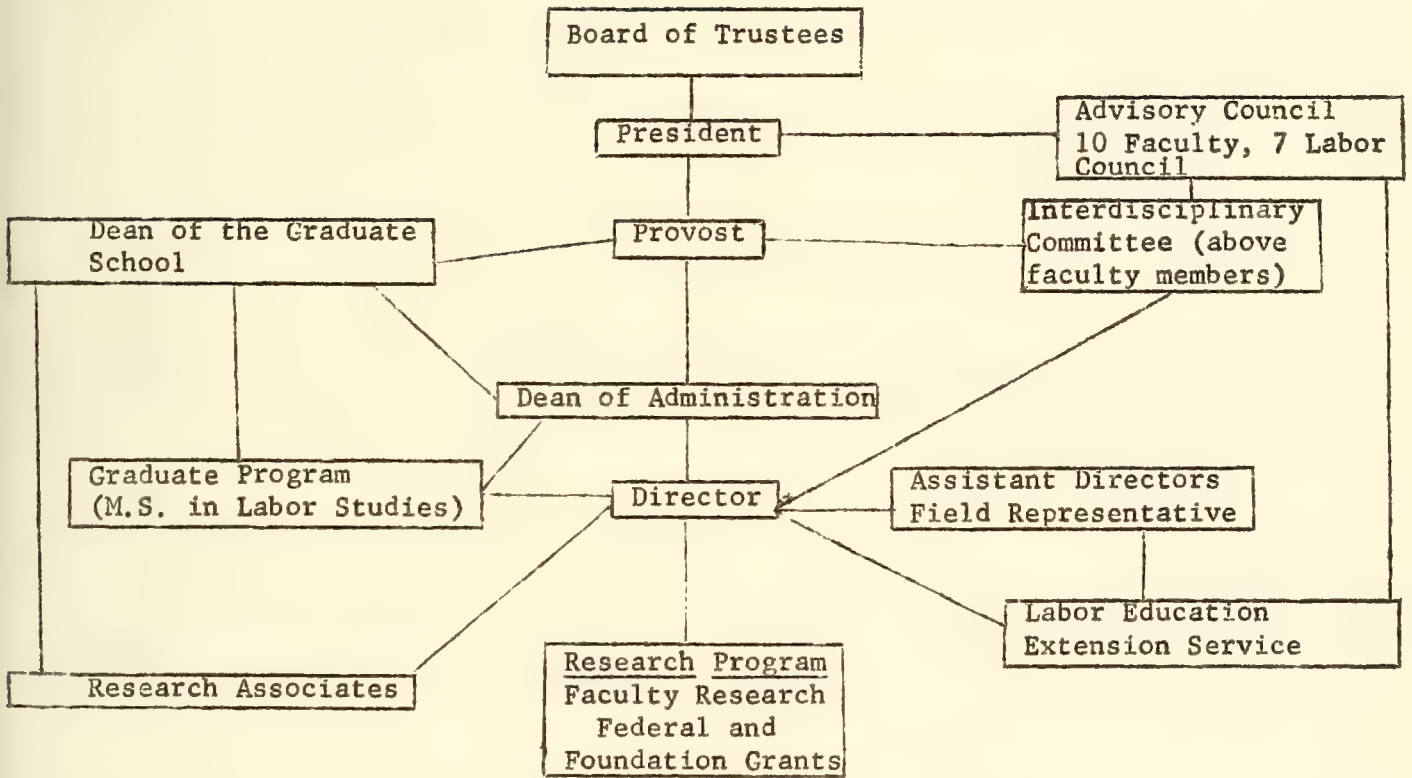 Board of Trustees
President
Advisory Council
10 Faculty, 7 Labor
Council
Dean of the Graduate
School
Provost
Interdisciplinary
Committee (above
faculty members)
Dean of Administration
Graduate Program
(M.S. in Labor Studies)
Director
Assistant Directors
Field Representative
Labor Education
Extension Service
Research Associates
Research Program
Faculty Research
Federal and
Foundation Grants